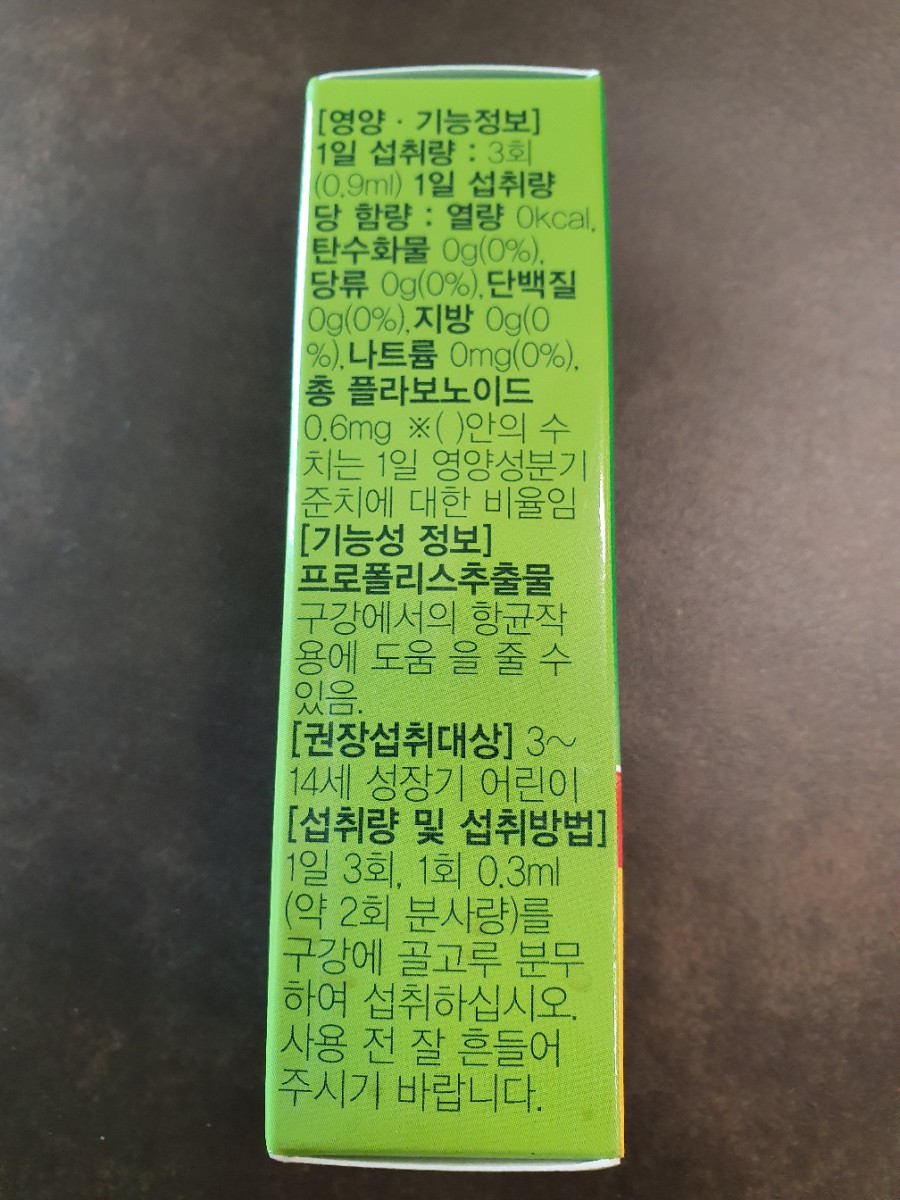 [영양 · 기능정보]
1일 섭취량 : 3회
(0.9ml) 1일 섭취량
당 함량 : 열량 0kcal,
탄수화물 0g(0%),
당류 0g(0%),단백질
0g(0%),지방 0g(0
%),나트륨 0mg(0%),
총 플라보노이드
0.6mg ※( )안의 수
치는 1일 영양성분기
준치에 대한 비율임
[기능성 정보]
프로폴리스추출물
구강에서의 항균작
용에 도움 을 줄 수
있음.
[권장섭취대상] 3~
14세 성장기 어린이
[섭취량 및 섭취방법]
1일 3회, 1회 0.3ml
(약 2회 분사량)를
구강에 골고루 분무
하여 섭취하십시오.
사용 전 잘 흔들어
주시기 바랍니다.